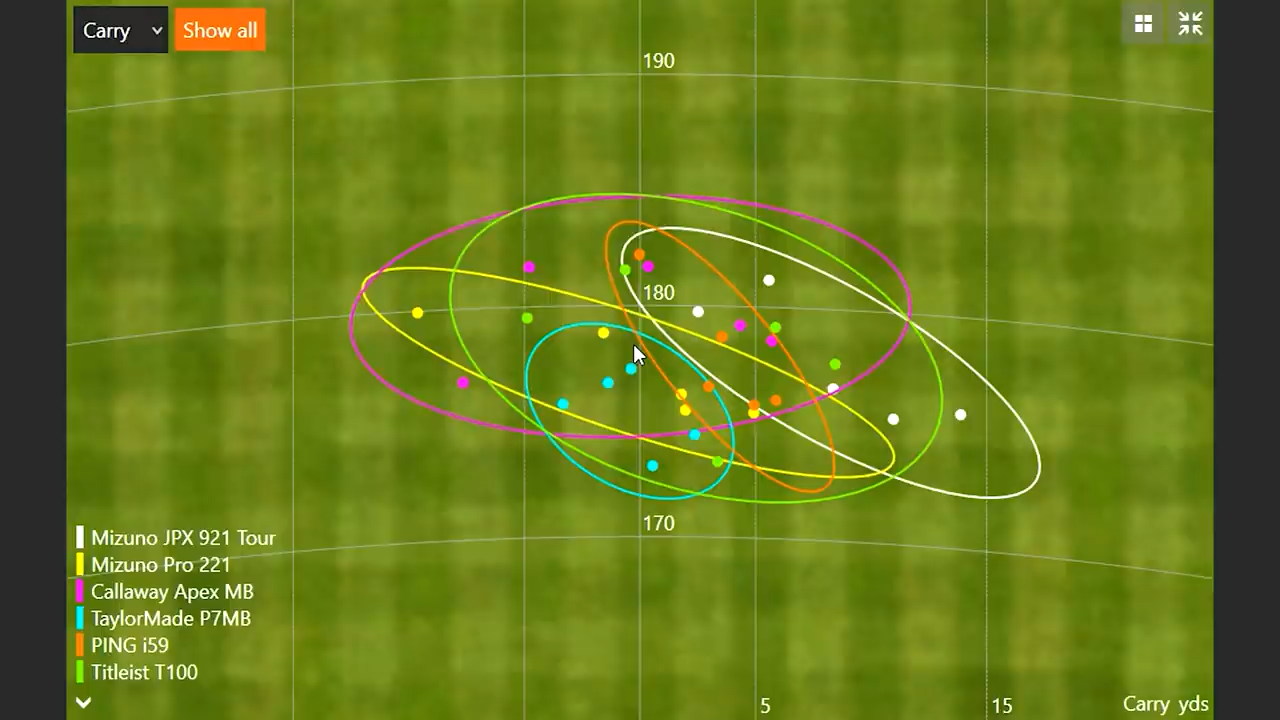 Carry
Show all
190
180
170
Mizuno JPX 921 Tour
Mizuno Pro 221
Callaway Apex MB
TaylorMade P7MB
PING i59
Titleist T100
5
15
Carry yds